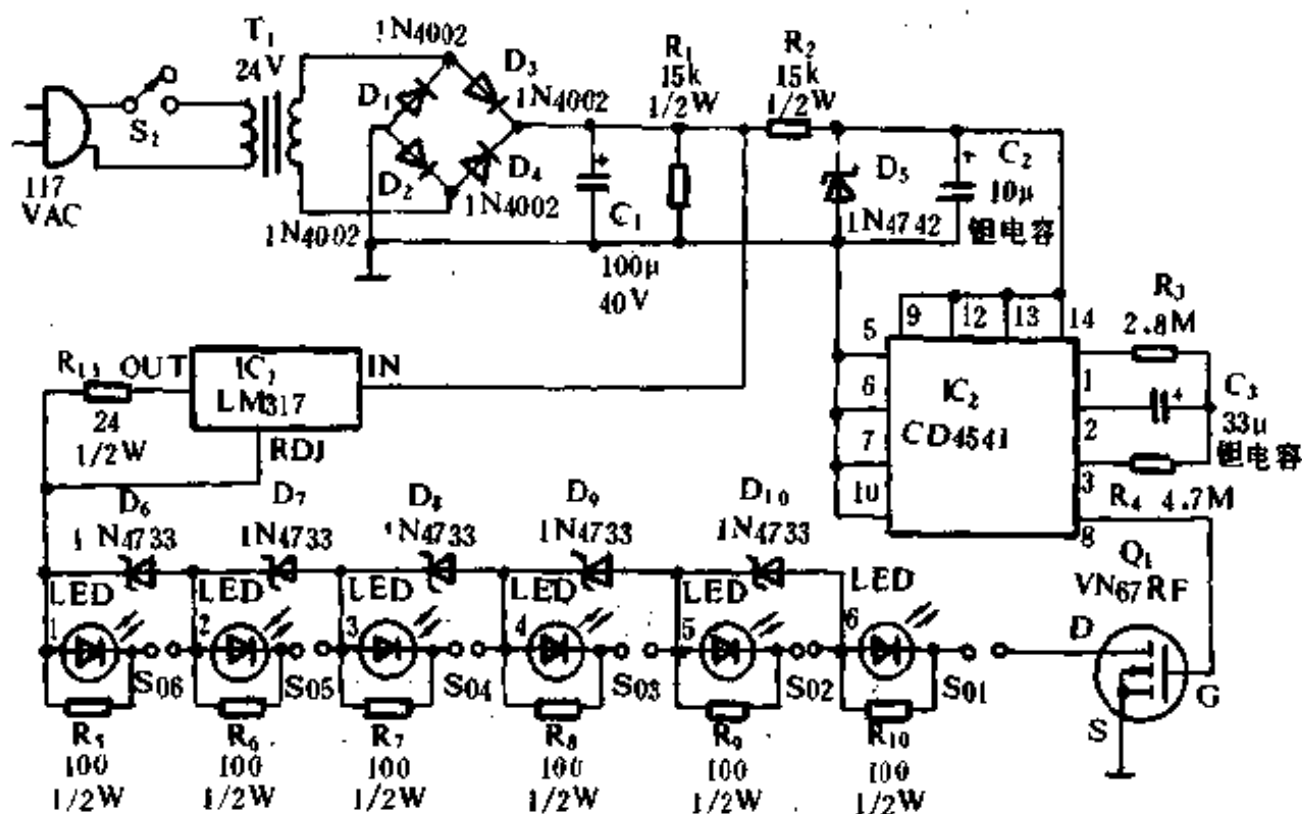 T1
24V
1N4002
D3
1N4002
D1
D2
D4
1N4002
1N4002
S2
117
VAC
R1
15k
1/2W
R2
15k
1/2W
C1
100μ
40V
D5
1N4742
C2
10μ
钽电容
R13
OUT
IC1
LM317
IN
RDJ
24
1/2W
9
12
13
14
5
6
7
10
IC2
CD4541
1
2
3
8
R3
2.8M
C3
33μ
钽电容
R4 4.7M
Q1
VN67RF
D
G
S
D6
1N4733
D7
1N4733
D8
1N4733
D9
1N4733
D10
1N4733
LED
LED
LED
LED
LED
LED
1
2
3
4
5
6
S06
S05
S04
S03
S02
S01
R5
100
1/2W
R6
100
1/2W
R7
100
1/2W
R8
100
1/2W
R9
100
1/2W
R10
100
1/2W